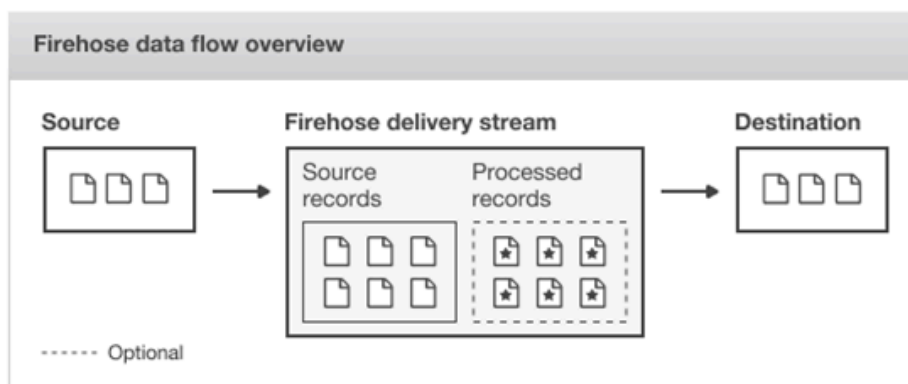 Firehose data flow overview
Source
Firehose delivery stream
Destination
Source
records
Processed
records
Optional